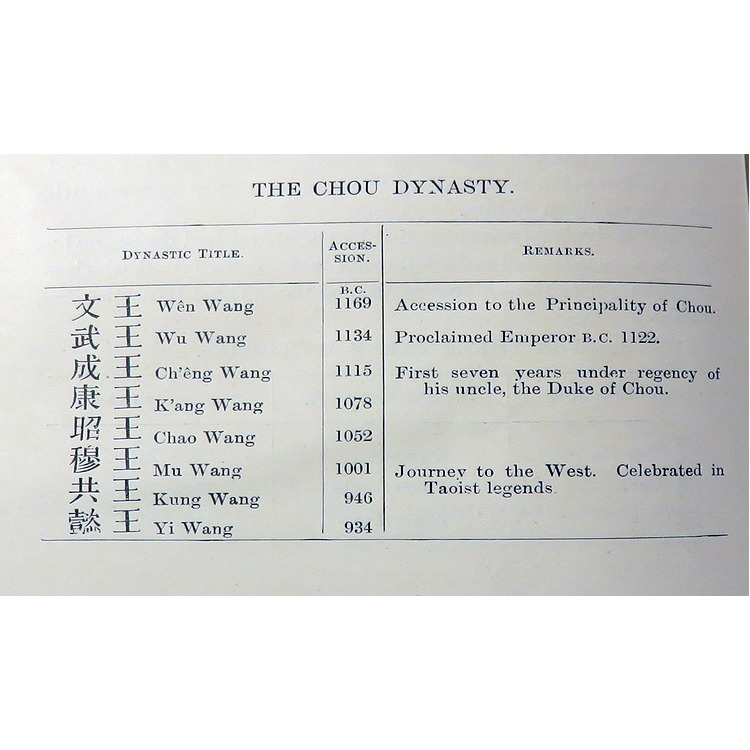 THE CHOU DYNASTY.
DYNASTIC TITLE. ACCES-SION. REMARKS.
B.C.
文 王 Wên Wang 1169 Accession to the Principality of Chou.
武 王 Wu Wang 1134 Proclaimed Emperor B.C. 1122.
成 王 Ch'êng Wang 1115 First seven years under regency of
his uncle, the Duke of Chou.
康 王 K'ang Wang 1078
昭 王 Chao Wang 1052
穆 王 Mu Wang 1001 Journey to the West. Celebrated in
Taoist legends.
共 王 Kung Wang 946
懿 王 Yi Wang 934